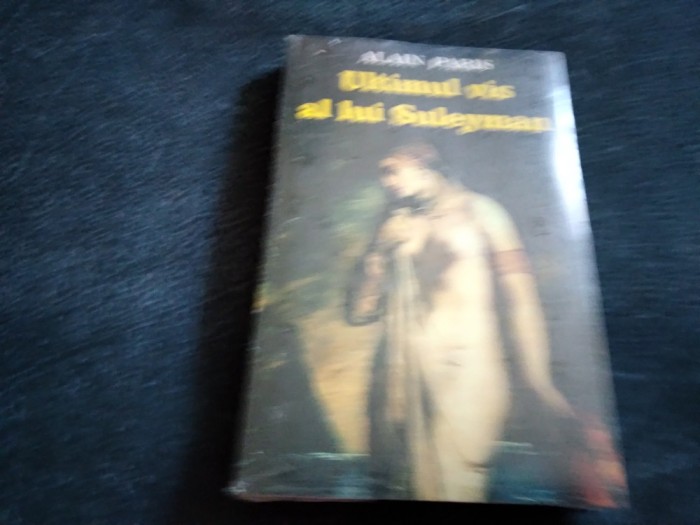 ALAIN PARIS
Ultimul vis
al lui Suleyman